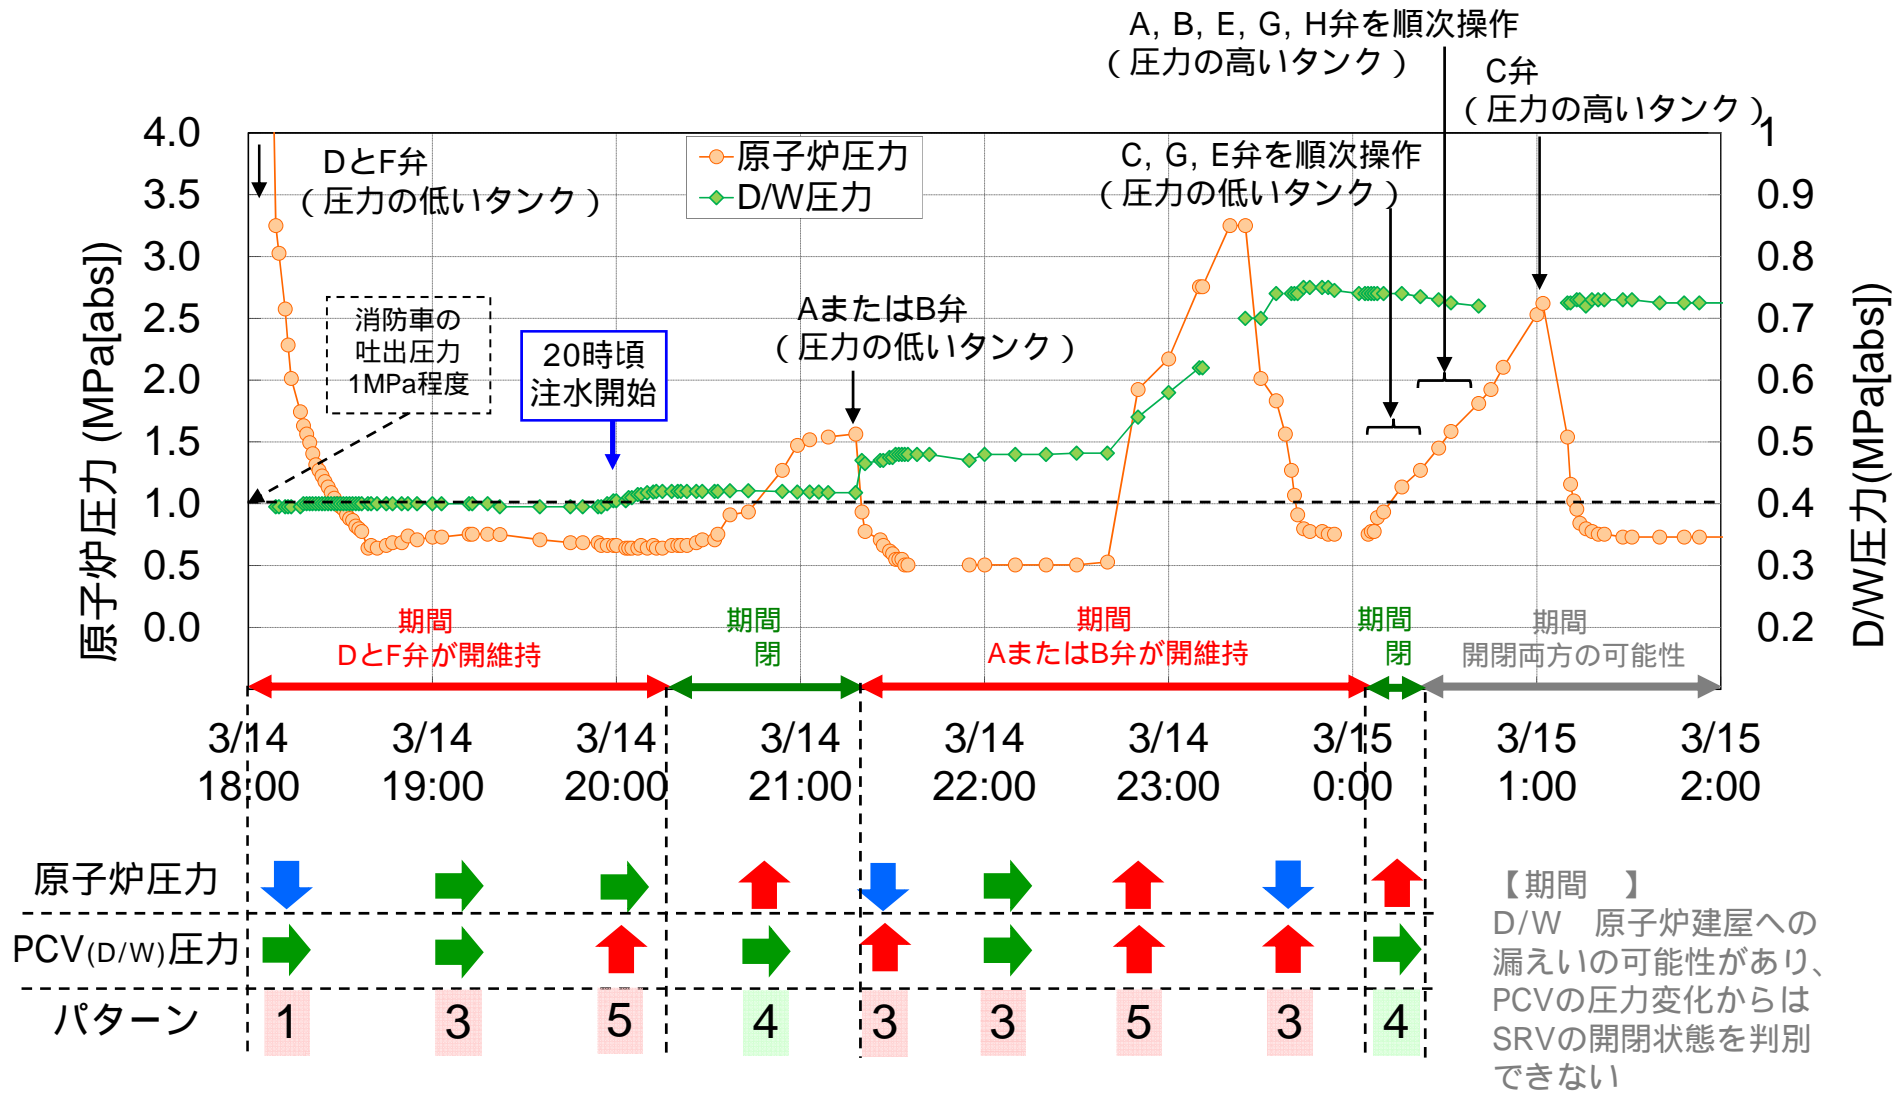 A, B, E, G, H弁を順次操作
（圧力の高いタンク）
C弁
（圧力の高いタンク）
DとF弁
（圧力の低いタンク）
原子炉圧力
D/W圧力
C, G, E弁を順次操作
（圧力の低いタンク）
消防車の
吐出圧力
1MPa程度
20時頃
注水開始
AまたはB弁
（圧力の低いタンク）
原子炉圧力 (MPa[abs])
4.0
3.5
3.0
2.5
2.0
1.5
1.0
0.5
0.0
D/W圧力(MPa[abs])
1
0.9
0.8
0.7
0.6
0.5
0.4
0.3
0.2
期間
DとF弁が開維持
期間
閉
期間
AまたはB弁が開維持
期間
閉
期間
開閉両方の可能性
3/14 3/14 3/14 3/14 3/14 3/14 3/15 3/15 3/15
18:00 19:00 20:00 21:00 22:00 23:00 0:00 1:00 2:00
原子炉圧力
PCV(D/W)圧力
パターン 1 3 5 4 3 3 5 3 4
【期間　】
D/W　原子炉建屋への
漏えいの可能性があり、
PCVの圧力変化からは
SRVの開閉状態を判別
できない